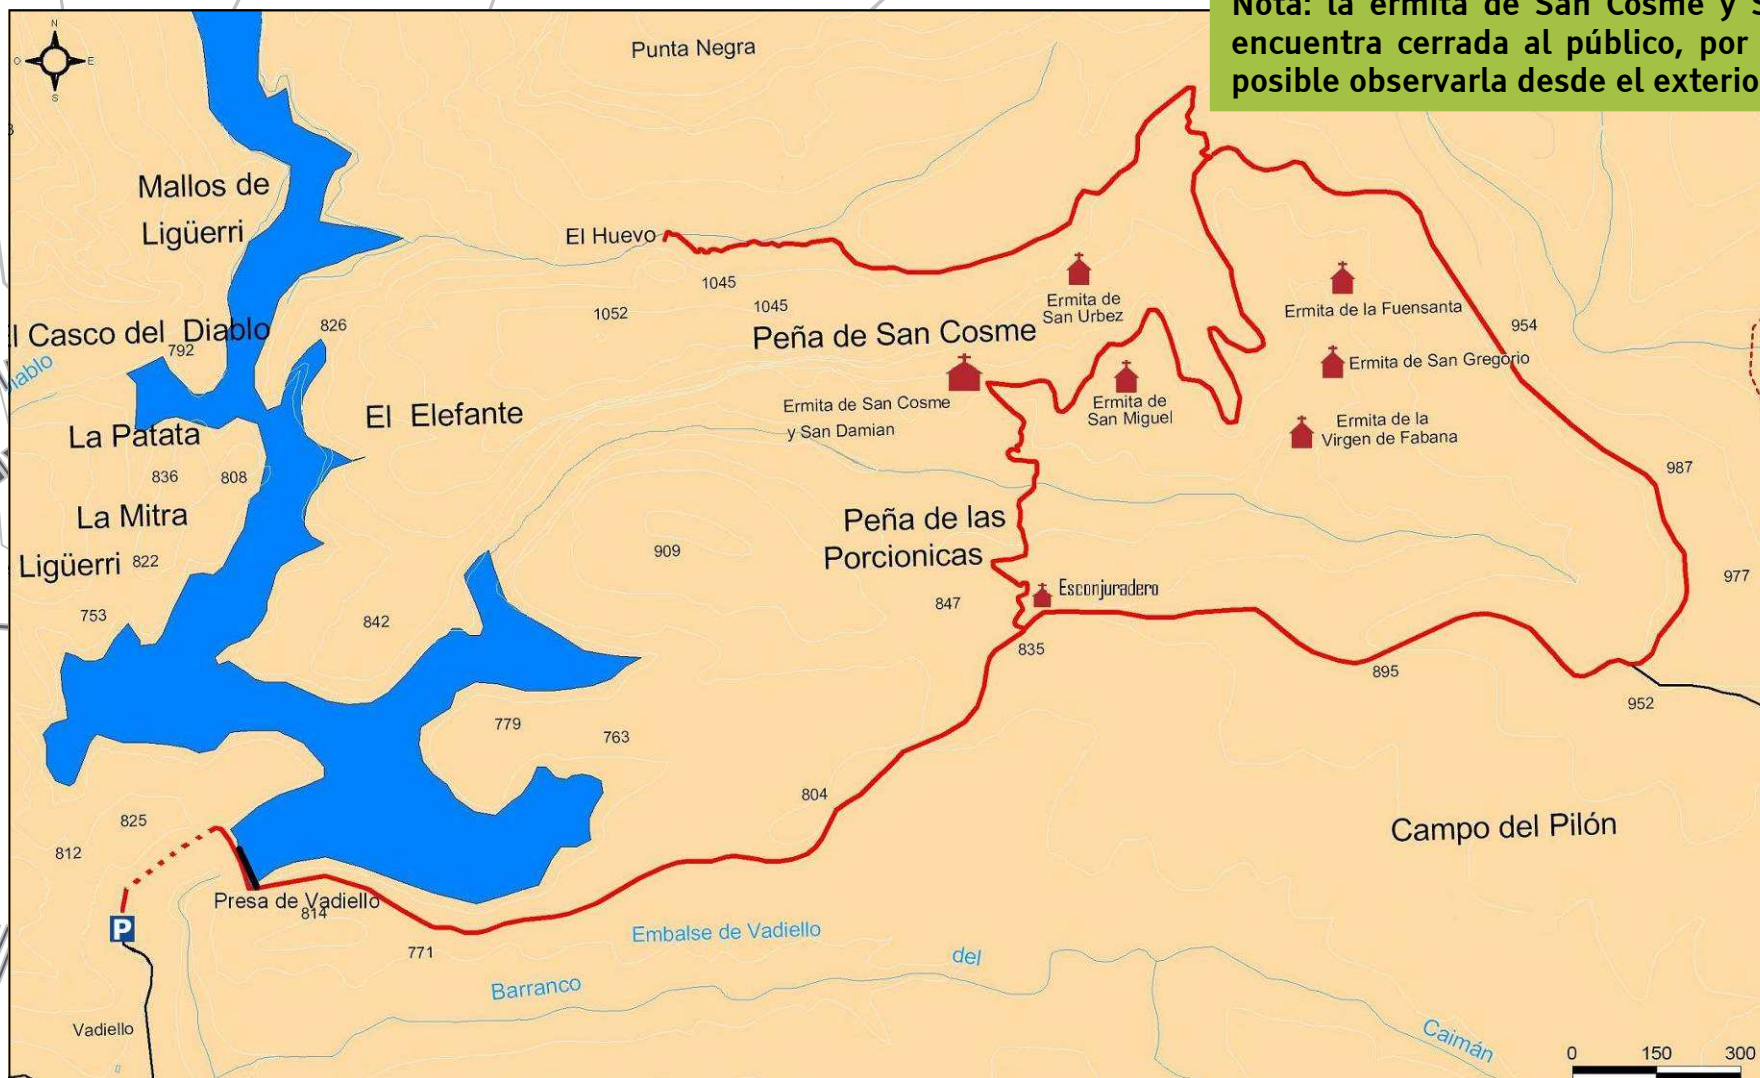 Nota: la ermita de San Cosme y S
encuentra cerrada al público, por
posible observarla desde el exterio
N
O
E
S
Punta Negra
Mallos de
Ligüerri
El Huevo
1045
1045
1052
Ermita de
San Urbez
Ermita de la Fuensanta
l Casco del Diablo
792
826
Peña de San Cosme
954
Ermita de San Gregorio
El Elefante
Ermita de San Cosme
y San Damian
Ermita de
San Miguel
Ermita de la
Virgen de Fabana
La Patata
836
808
987
La Mitra
Ligüerri
822
909
Peña de las
Porcionicas
977
753
842
847
Esconjuradero
835
895
952
779
763
804
825
812
Campo del Pilón
P
Presa de Vadiello
814
771
Embalse de Vadiello
Barranco
del
Caimán
Vadiello
0 150 300